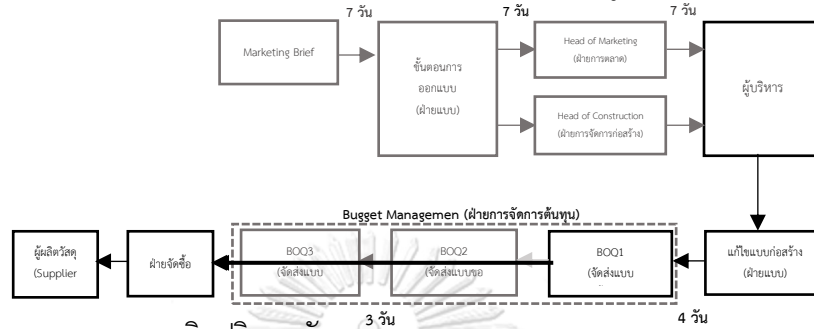 7 วัน 7 วัน 7 วัน
Marketing Brief
ขั้นตอนการ
ออกแบบ
(ฝ่ายแบบ)
Head of Marketing
(ฝ่ายการตลาด)
Head of Construction
(ฝ่ายการจัดการก่อสร้าง)
ผู้บริหาร
Bugget Managemen (ฝ่ายการจัดการต้นทุน)
ผู้ผลิตวัสดุ
(Supplier
ฝ่ายจัดซื้อ
BOQ3
(จัดส่งแบบ
BOQ2
(จัดส่งแบบขอ
BOQ1
(จัดส่งแบบ
แก้ไขแบบก่อสร้าง
(ฝ่ายแบบ)
3 วัน 4 วัน